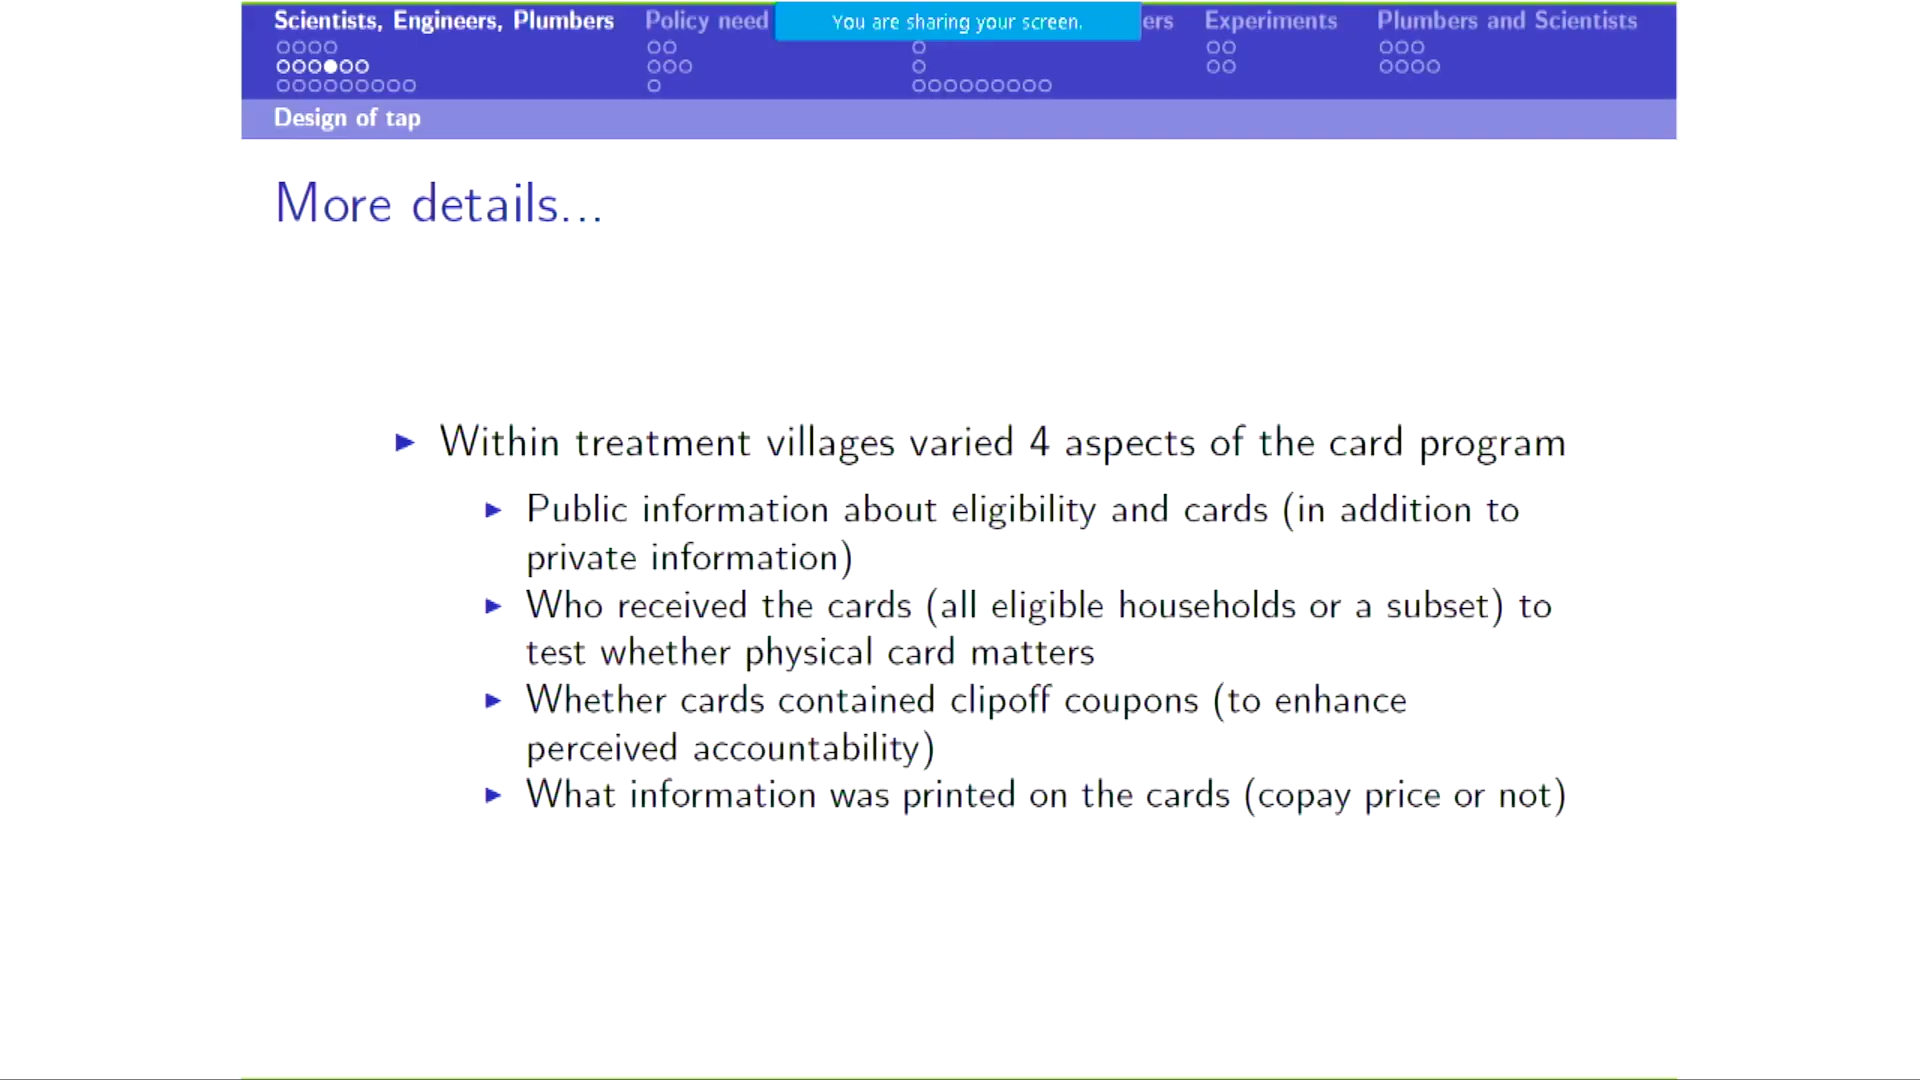 Scientists, Engineers, Plumbers Policy need You are sharing your screen. ers Experiments Plumbers and Scientists
Design of tap
More details...
Within treatment villages varied 4 aspects of the card program
Public information about eligibility and cards (in addition to
private information)
Who received the cards (all eligible households or a subset) to
test whether physical card matters
Whether cards contained clipoff coupons (to enhance
perceived accountability)
What information was printed on the cards (copay price or not)